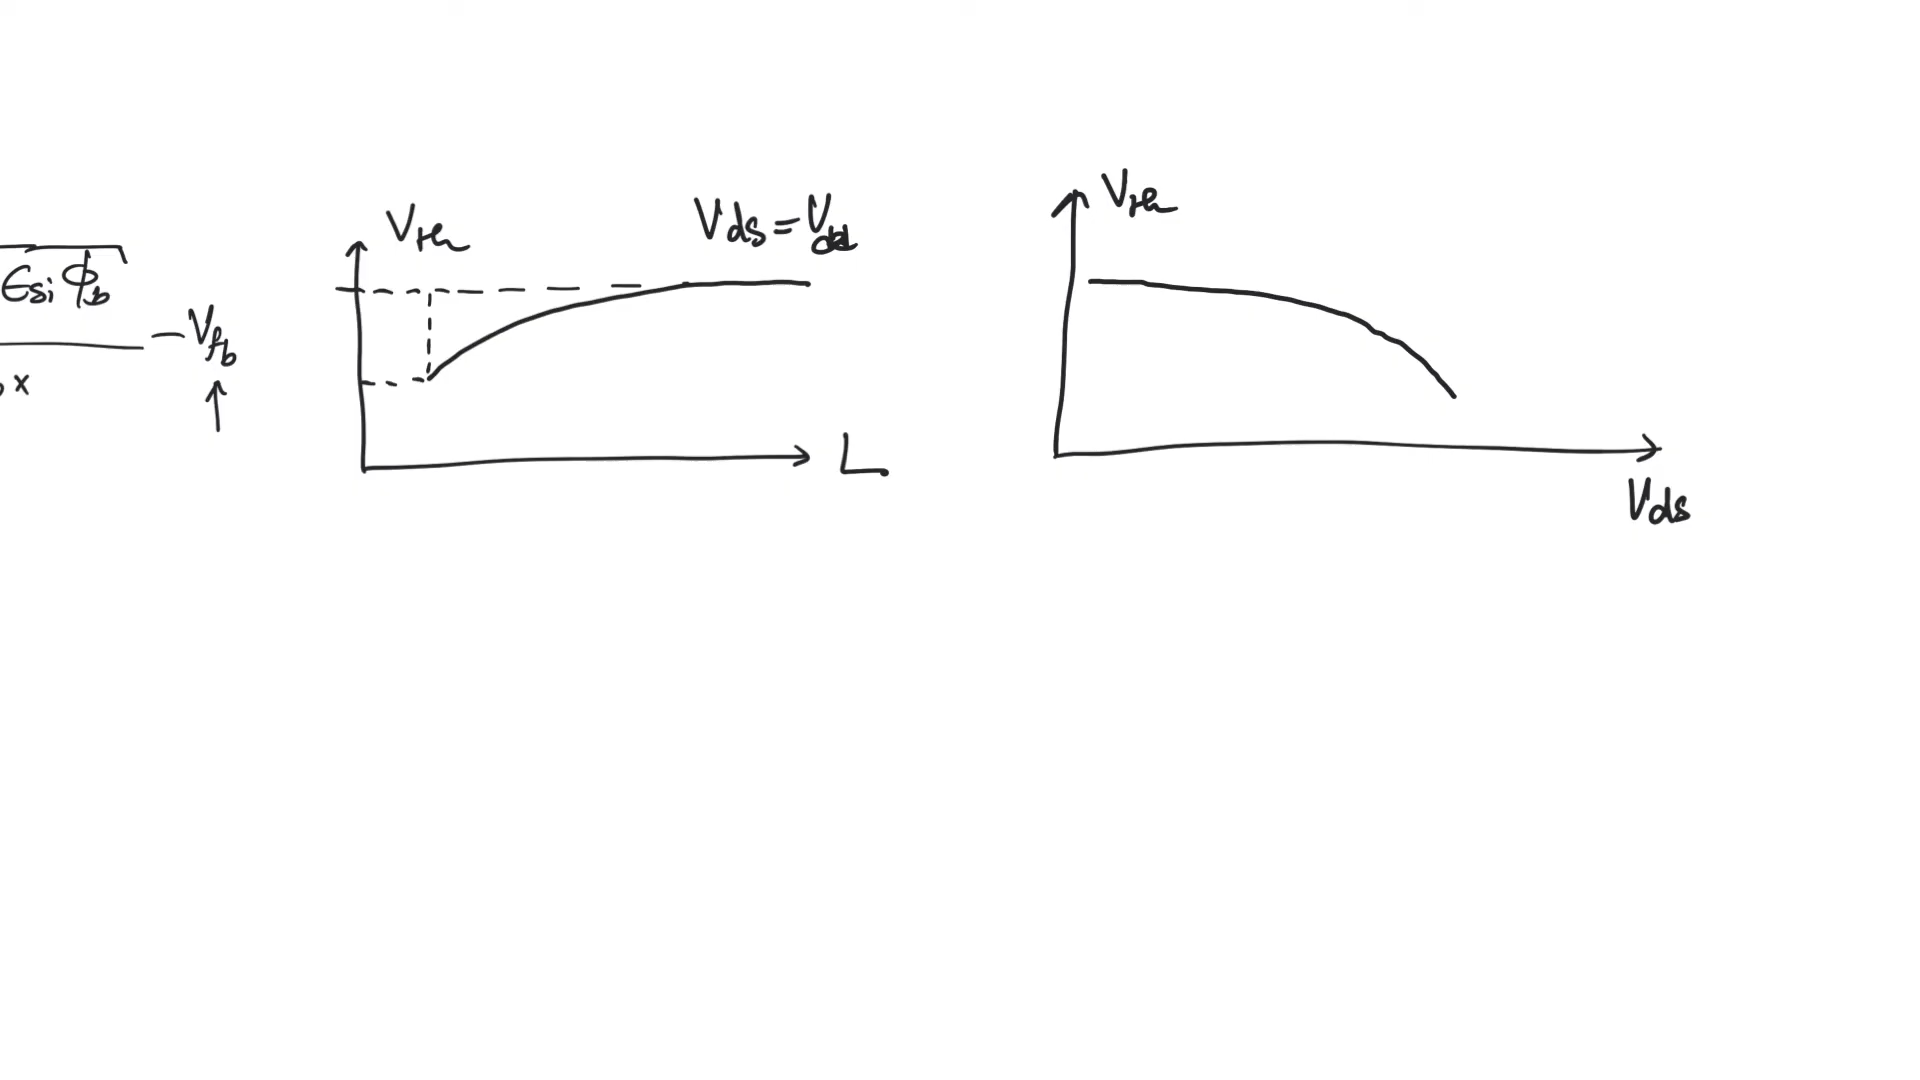 ϵsi ϕb
x
−Vfb
Vth
Vds = Vdd
L
Vth
Vds